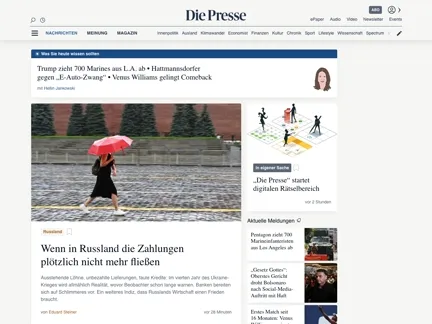 Die Presse
ABO
ePaper Audio Video Newsletter Events
NACHRICHTEN MEINUNG MAGAZIN Innenpolitik Ausland Klimawandel Economist Finanzen Kultur Chronik Sport Lifestyle Wissenschaft Spectrum
Was Sie heute wissen sollten
Trump zieht 700 Marines aus L.A. ab • Hattmannsdorfer
gegen „E-Auto-Zwang“ • Venus Williams gelingt Comeback
mit Hellin Jankowski
Russland
Wenn in Russland die Zahlungen
plötzlich nicht mehr fließen
Ausstehende Löhne, unbezahlte Lieferungen, faule Kredite: Im vierten Jahr des Ukraine-
Krieges wird allmählich Realität, wovor Beobachter schon lange warnen. Banken bereiten
sich auf Schlimmeres vor. Ein weiteres Indiz, dass Russlands Wirtschaft einen Frieden
braucht.
von Eduard Steiner vor 28 Minuten
In eigener Sache
„Die Presse“ startet
digitalen Rätselbereich
vor 2 Stunden
Aktuelle Meldungen
Pentagon zieht 700
Marineinfanteristen
aus Los Angeles ab
„Gesetz Gottes“:
Oberstes Gericht
droht Bolsonaro
nach Social-Media-
Auftritt mit Haft
Erstes Match seit
16 Monaten: Venus